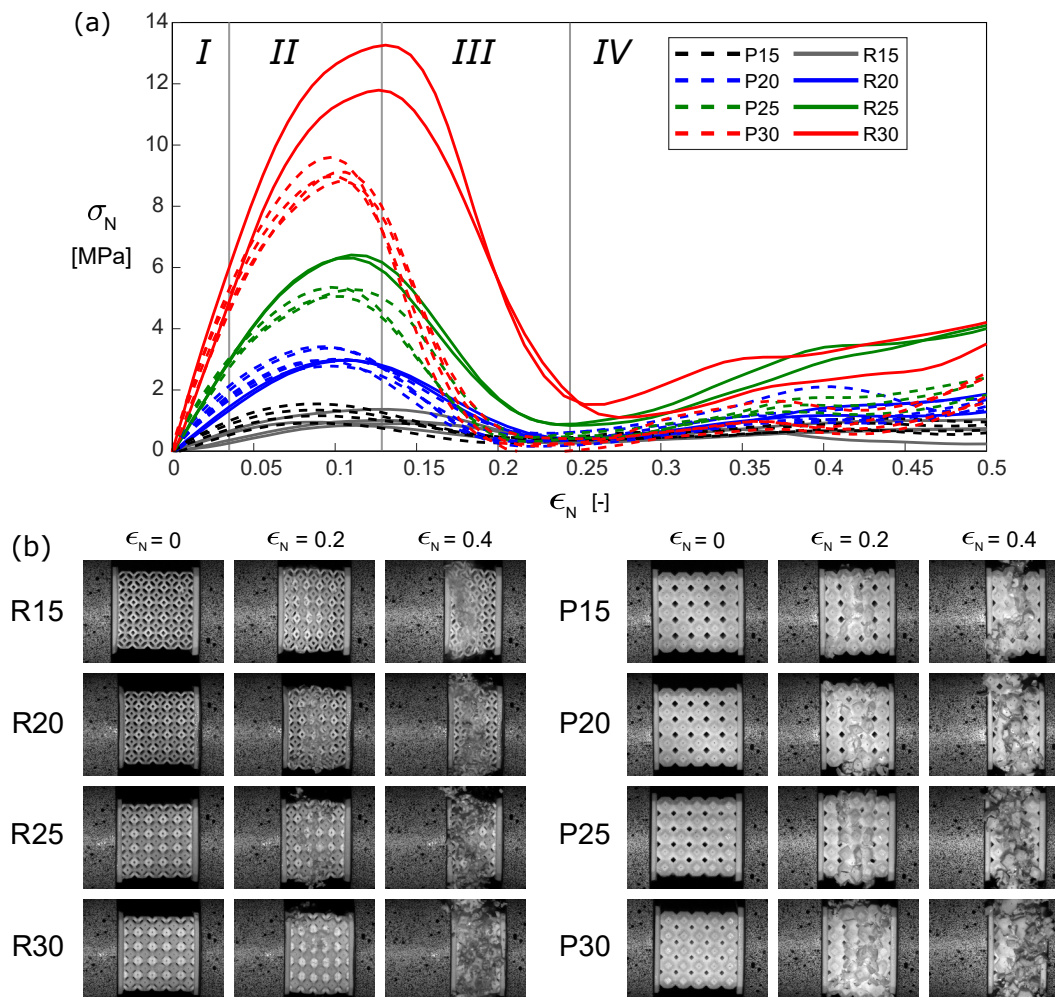 (a)
14
12
10
8
6
4
2
0
σN
[MPa]
I II III IV
P15 R15
P20 R20
P25 R25
P30 R30
0 0.05 0.1 0.15 0.2 0.25 0.3 0.35 0.4 0.45 0.5
ϵN [-]
(b)
ϵN = 0 ϵN = 0.2 ϵN = 0.4 ϵN = 0 ϵN = 0.2 ϵN = 0.4
R15 P15
R20 P20
R25 P25
R30 P30